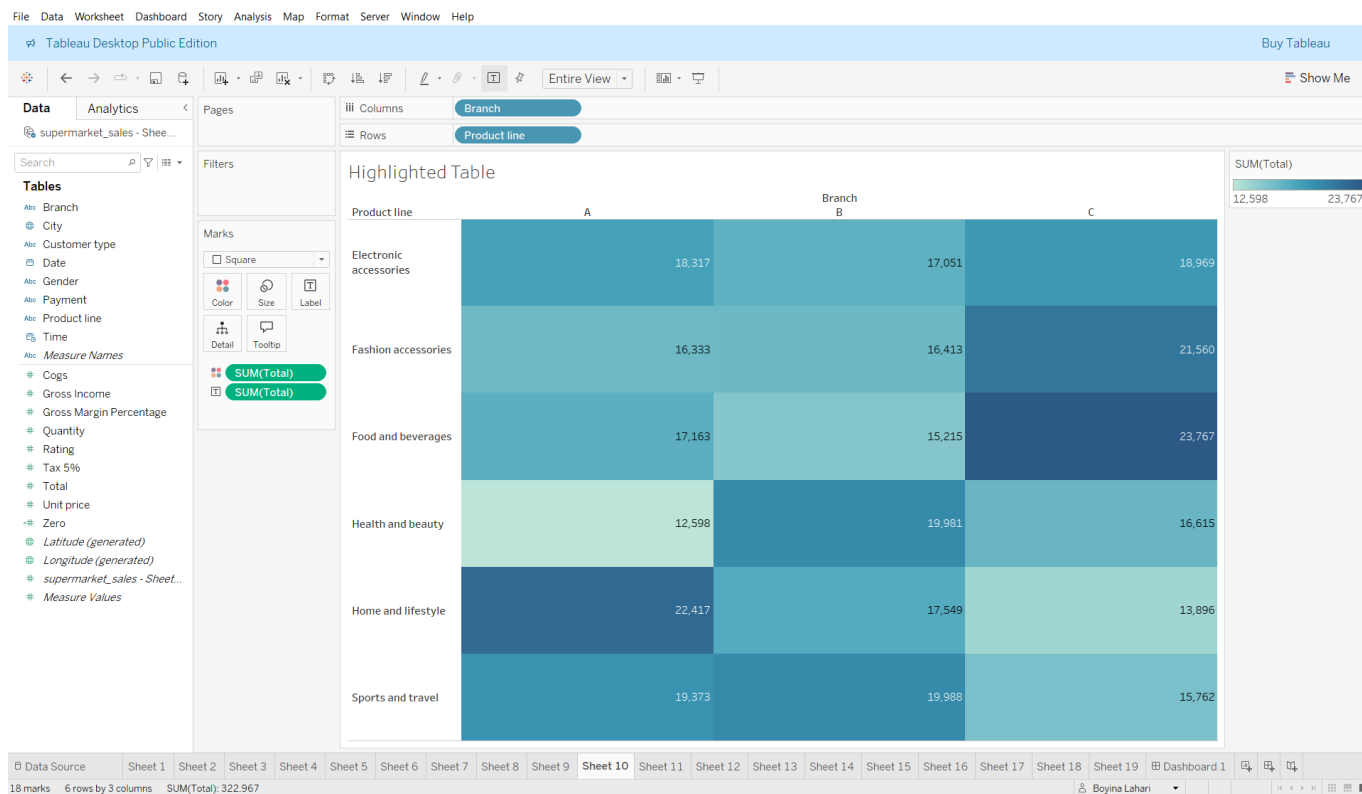 File Data Worksheet Dashboard Story Analysis Map Format Server Window Help
Tableau Desktop Public Edition Buy Tableau
Entire View Show Me
Data Analytics
supermarket_sales - Shee...
Search
Tables
Abc Branch
City
Abc Customer type
Date
Abc Gender
Abc Payment
Abc Product line
Time
Abc Measure Names
# Cogs
# Gross Income
# Gross Margin Percentage
# Quantity
# Rating
# Tax 5%
# Total
# Unit price
=# Zero
Latitude (generated)
Longitude (generated)
# supermarket_sales - Sheet...
# Measure Values
Pages
Filters
Marks
Square
Color Size Label
Detail Tooltip
SUM(Total)
SUM(Total)
Columns Branch
Rows Product line
Highlighted Table
Branch
Product line A B C
Electronic accessories 18,317 17,051 18,969
Fashion accessories 16,333 16,413 21,560
Food and beverages 17,163 15,215 23,767
Health and beauty 12,598 19,981 16,615
Home and lifestyle 22,417 17,549 13,896
Sports and travel 19,373 19,988 15,762
SUM(Total)
12,598 23,767
Data Source Sheet 1 Sheet 2 Sheet 3 Sheet 4 Sheet 5 Sheet 6 Sheet 7 Sheet 8 Sheet 9 Sheet 10 Sheet 11 Sheet 12 Sheet 13 Sheet 14 Sheet 15 Sheet 16 Sheet 17 Sheet 18 Sheet 19 Dashboard 1
18 marks 6 rows by 3 columns SUM(Total): 322,967 Boyina Lahari